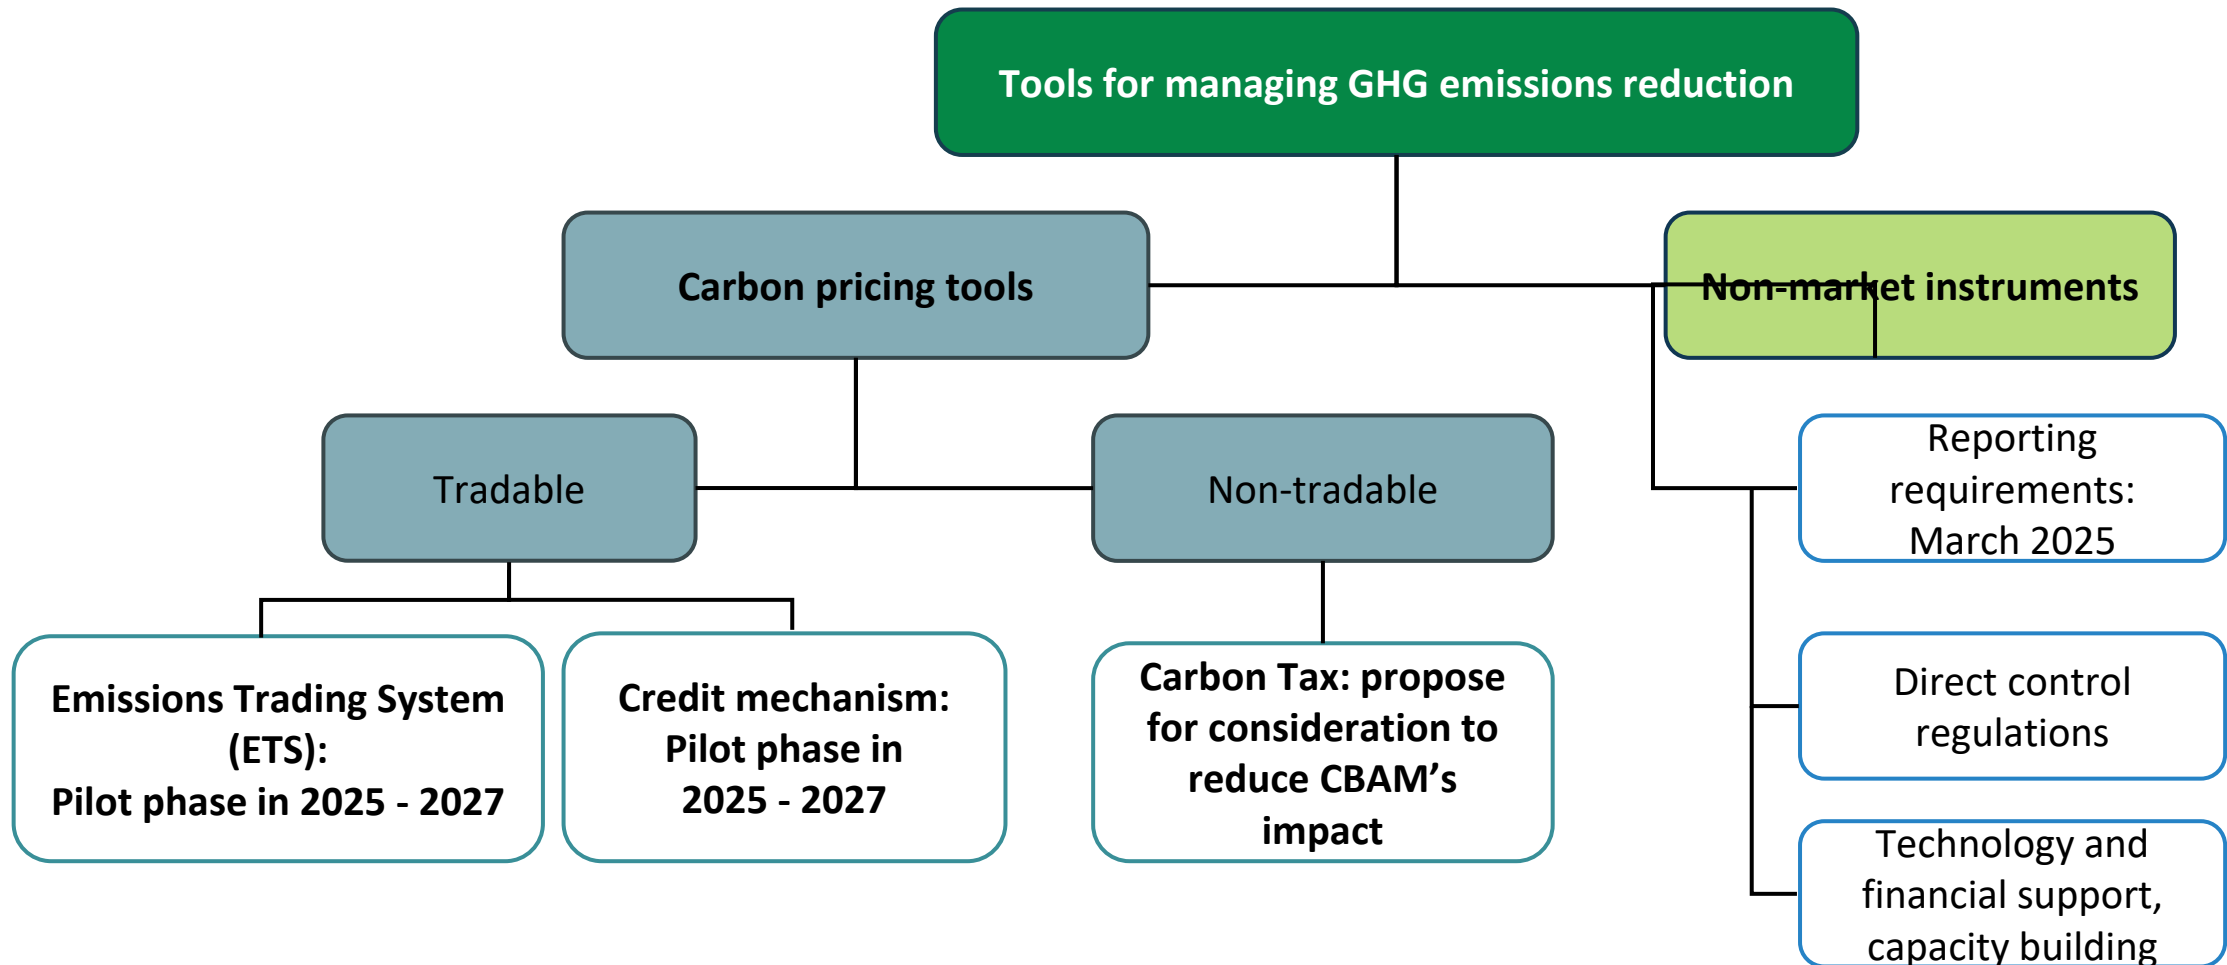 Tools for managing GHG emissions reduction
Carbon pricing tools
Non-market instruments
Tradable
Non-tradable
Reporting
requirements:
March 2025
Emissions Trading System
(ETS):
Pilot phase in 2025 - 2027
Credit mechanism:
Pilot phase in
2025 - 2027
Carbon Tax: propose
for consideration to
reduce CBAM’s
impact
Direct control
regulations
Technology and
financial support,
capacity building